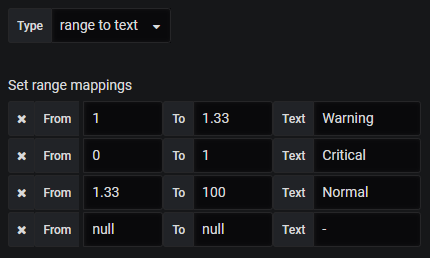 Type range to text
Set range mappings
✖ From 1 To 1.33 Text Warning
✖ From 0 To 1 Text Critical
✖ From 1.33 To 100 Text Normal
✖ From null To null Text -